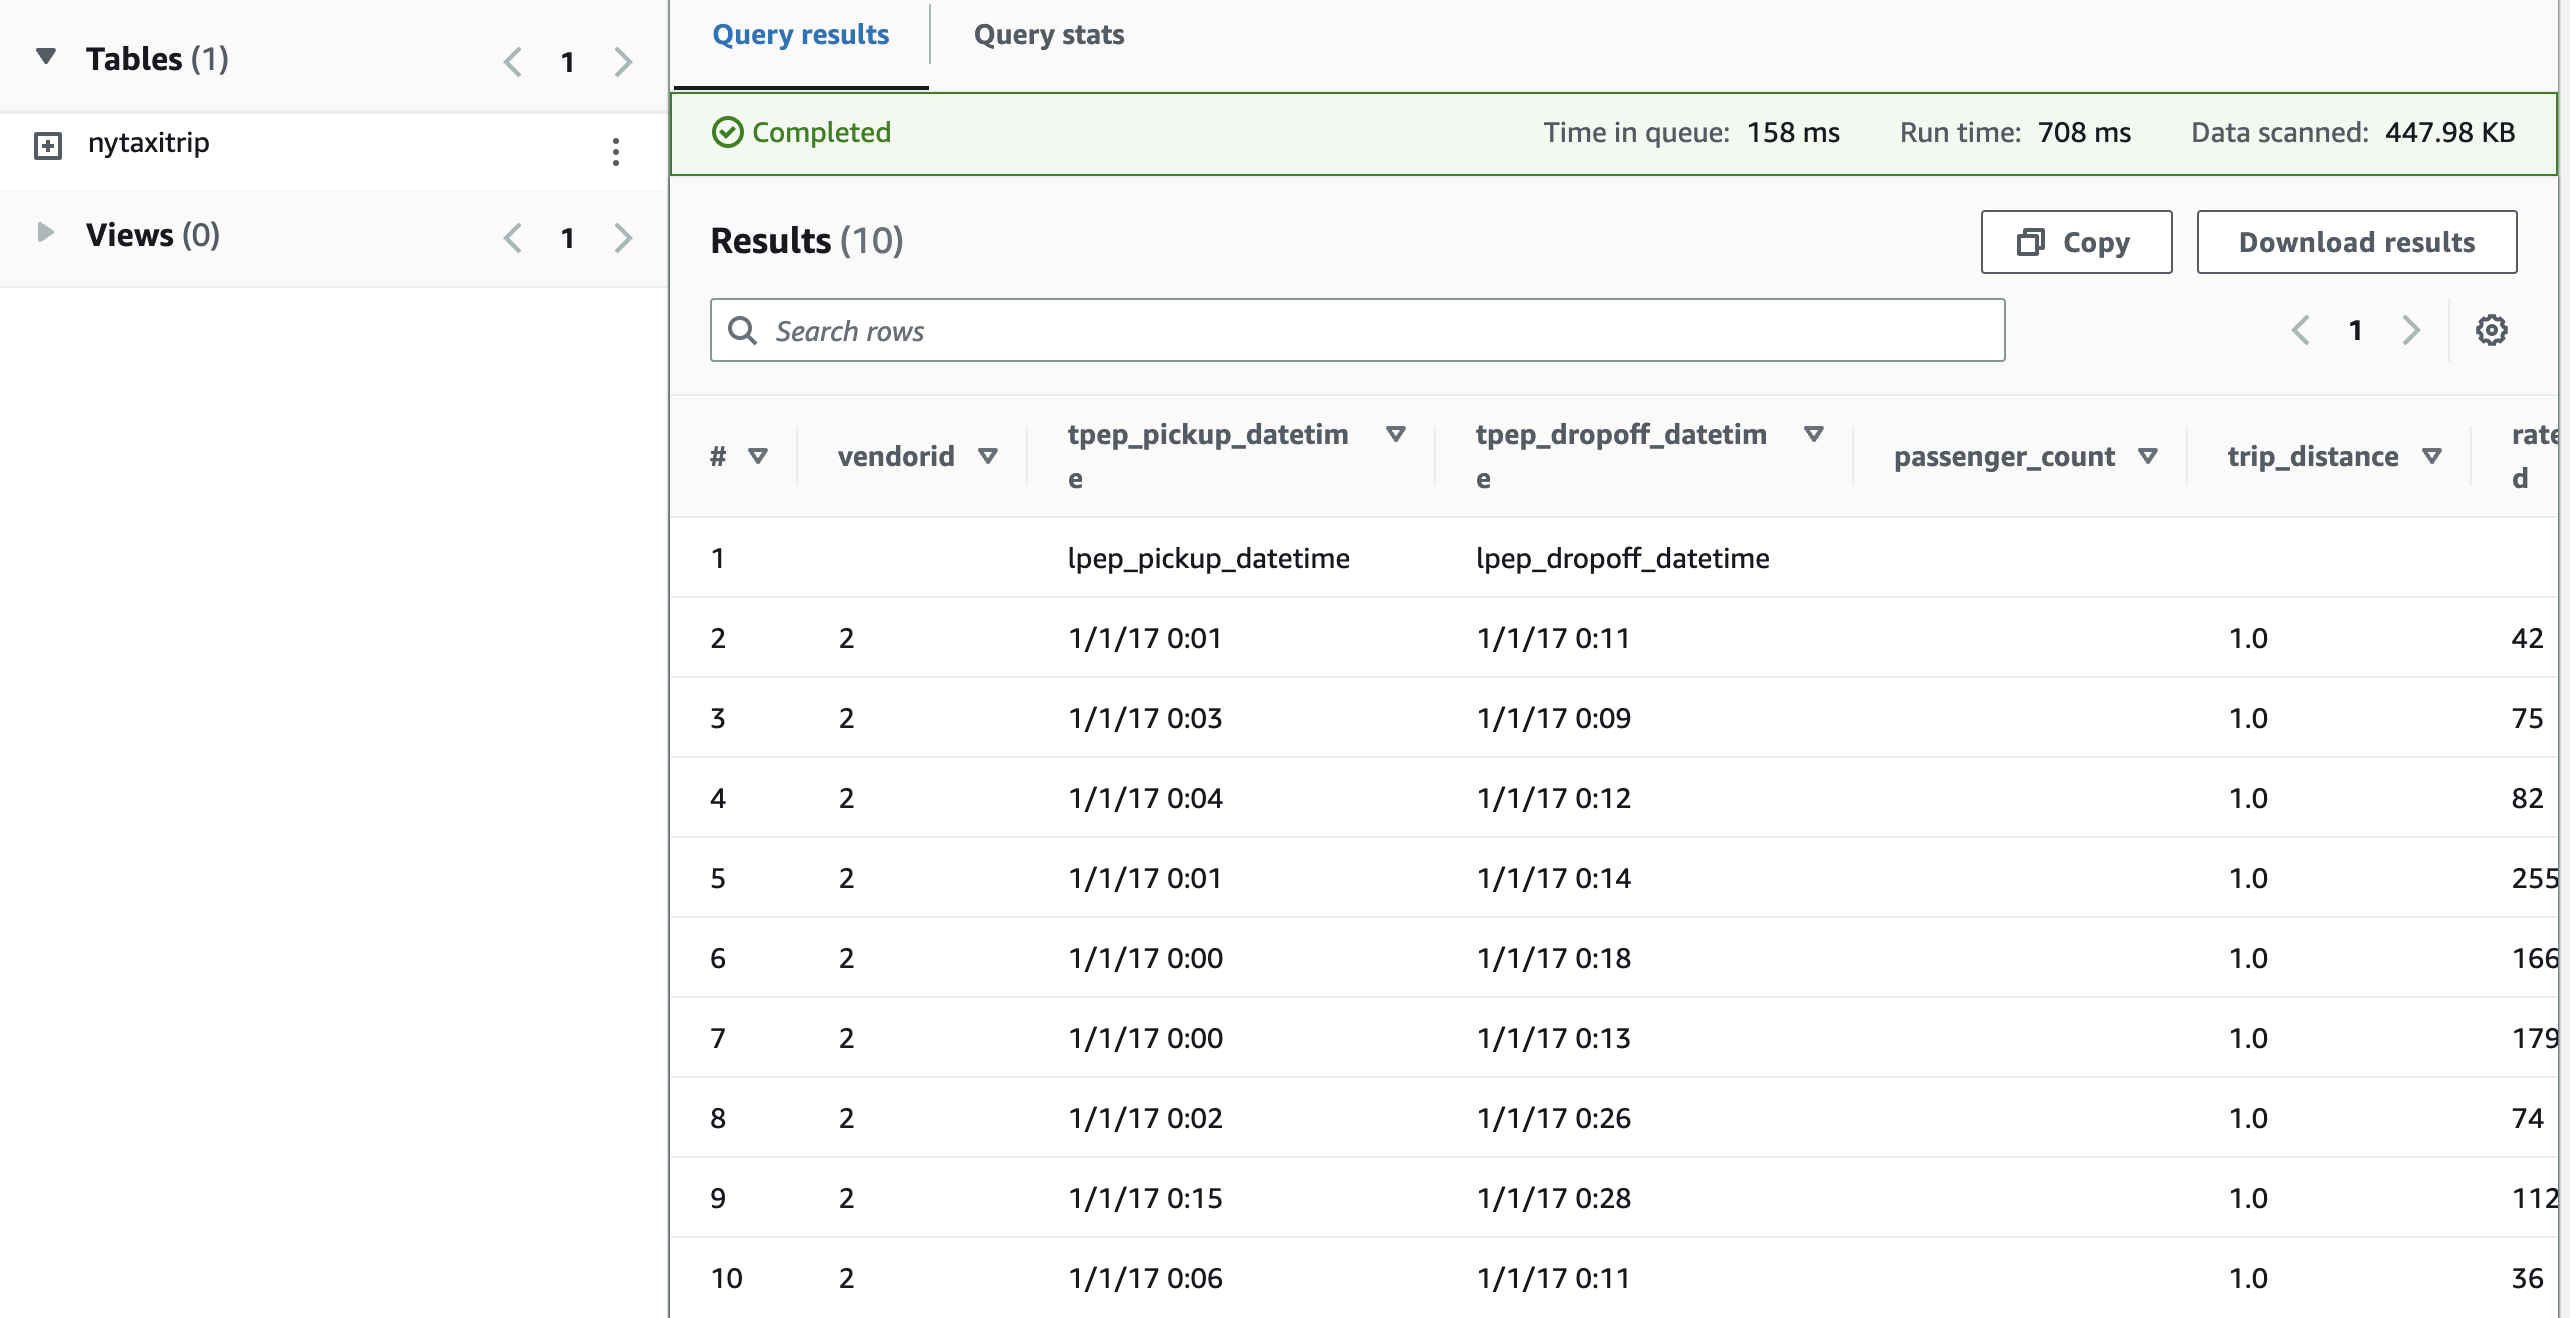 Tables (1) 1
nytaxitrip
Views (0) 1
Query results Query stats
Completed Time in queue: 158 ms Run time: 708 ms Data scanned: 447.98 KB
Results (10) Copy Download results
Search rows 1
# vendorid tpep_pickup_datetim tpep_dropoff_datetim passenger_count trip_distance rate
e e d
1 lpep_pickup_datetime lpep_dropoff_datetime
2 2 1/1/17 0:01 1/1/17 0:11 1.0 42
3 2 1/1/17 0:03 1/1/17 0:09 1.0 75
4 2 1/1/17 0:04 1/1/17 0:12 1.0 82
5 2 1/1/17 0:01 1/1/17 0:14 1.0 255
6 2 1/1/17 0:00 1/1/17 0:18 1.0 166
7 2 1/1/17 0:00 1/1/17 0:13 1.0 179
8 2 1/1/17 0:02 1/1/17 0:26 1.0 74
9 2 1/1/17 0:15 1/1/17 0:28 1.0 112
10 2 1/1/17 0:06 1/1/17 0:11 1.0 36